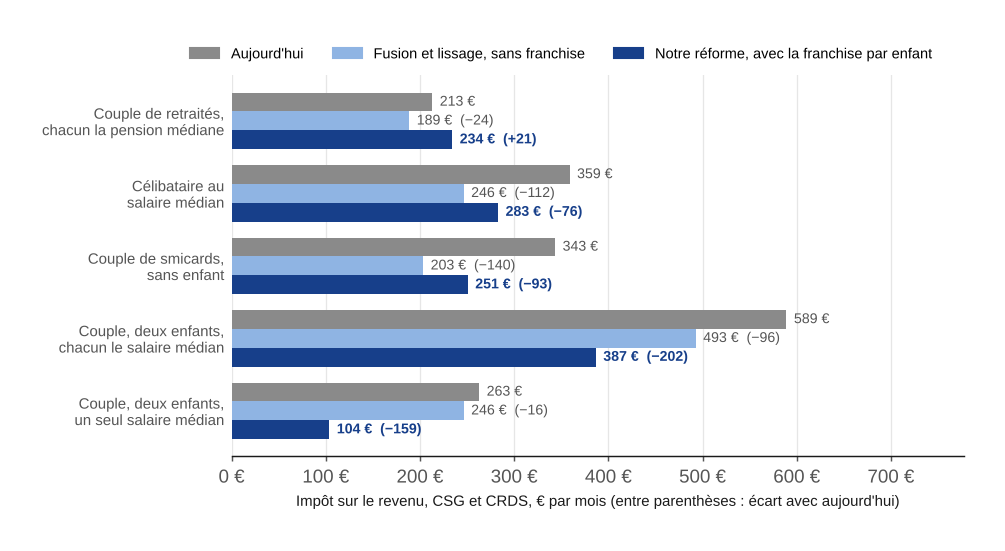 Aujourd'hui
Fusion et lissage, sans franchise
Notre réforme, avec la franchise par enfant
Couple de retraités,
chacun la pension médiane
213 €
189 € (−24)
234 € (+21)
Célibataire au
salaire médian
359 €
246 € (−112)
283 € (−76)
Couple de smicards,
sans enfant
343 €
203 € (−140)
251 € (−93)
Couple, deux enfants,
chacun le salaire médian
589 €
493 € (−96)
387 € (−202)
Couple, deux enfants,
un seul salaire médian
263 €
246 € (−16)
104 € (−159)
0 €
100 €
200 €
300 €
400 €
500 €
600 €
700 €
Impôt sur le revenu, CSG et CRDS, € par mois (entre parenthèses : écart avec aujourd'hui)